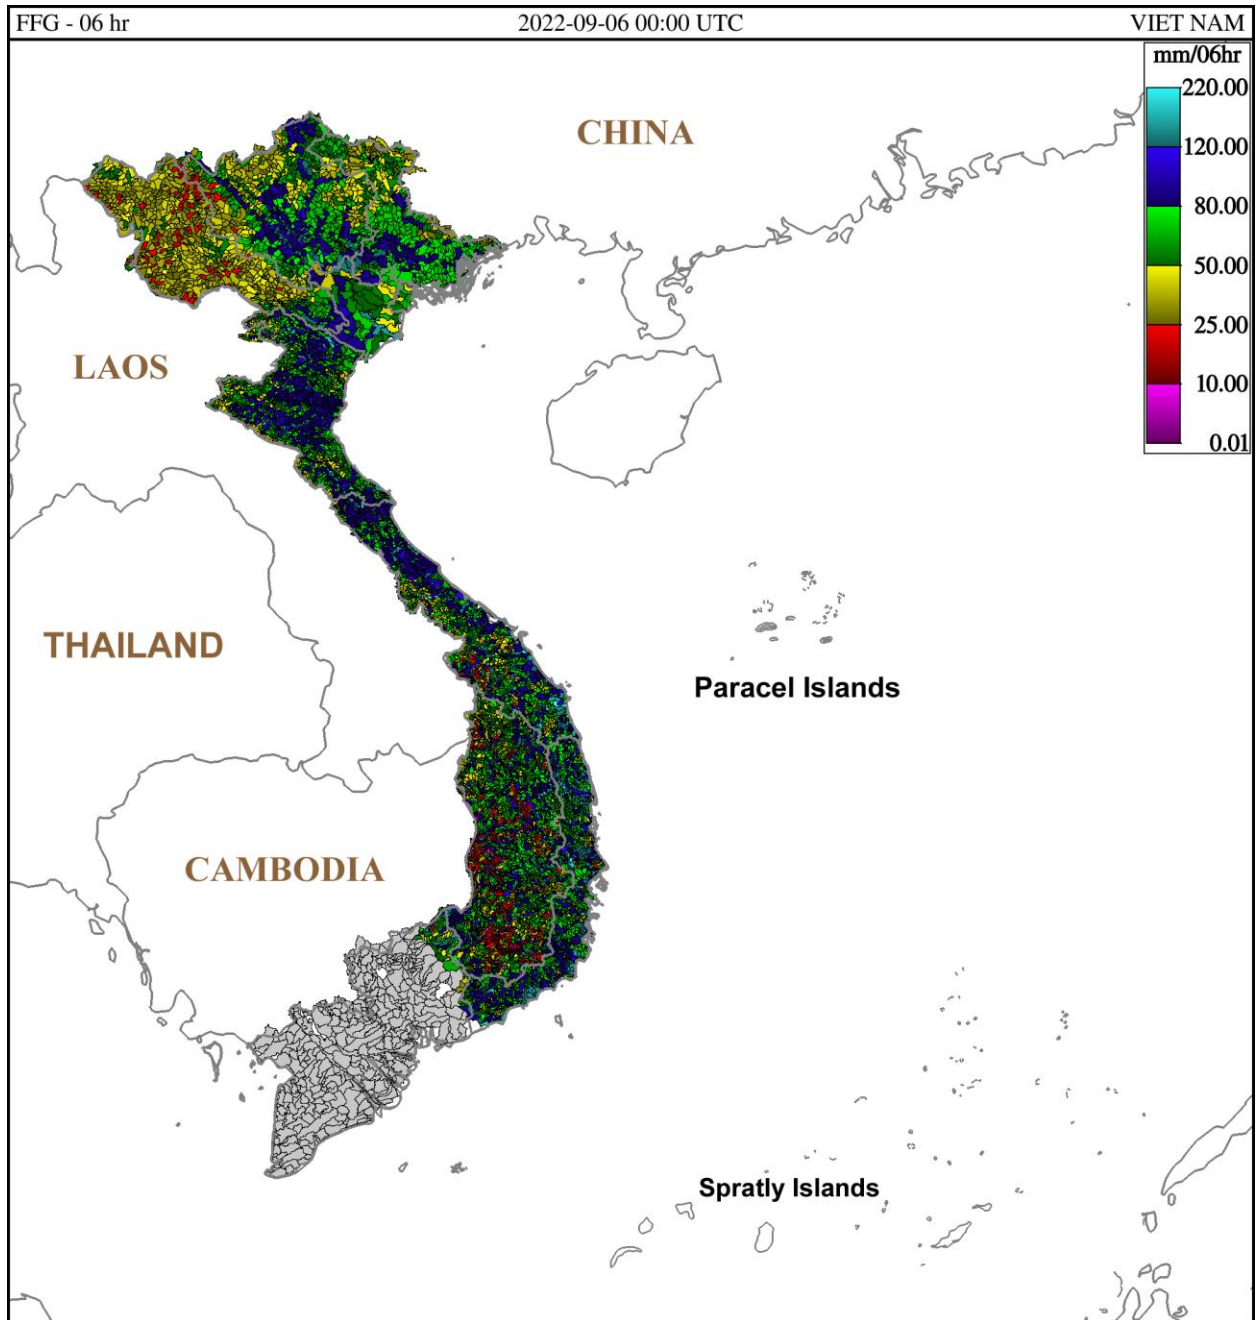 FFG - 06 hr
2022-09-06 00:00 UTC
VIET NAM
mm/06hr
220.00
120.00
80.00
50.00
25.00
10.00
0.01
CHINA
LAOS
THAILAND
Paracel Islands
CAMBODIA
Spratly Islands